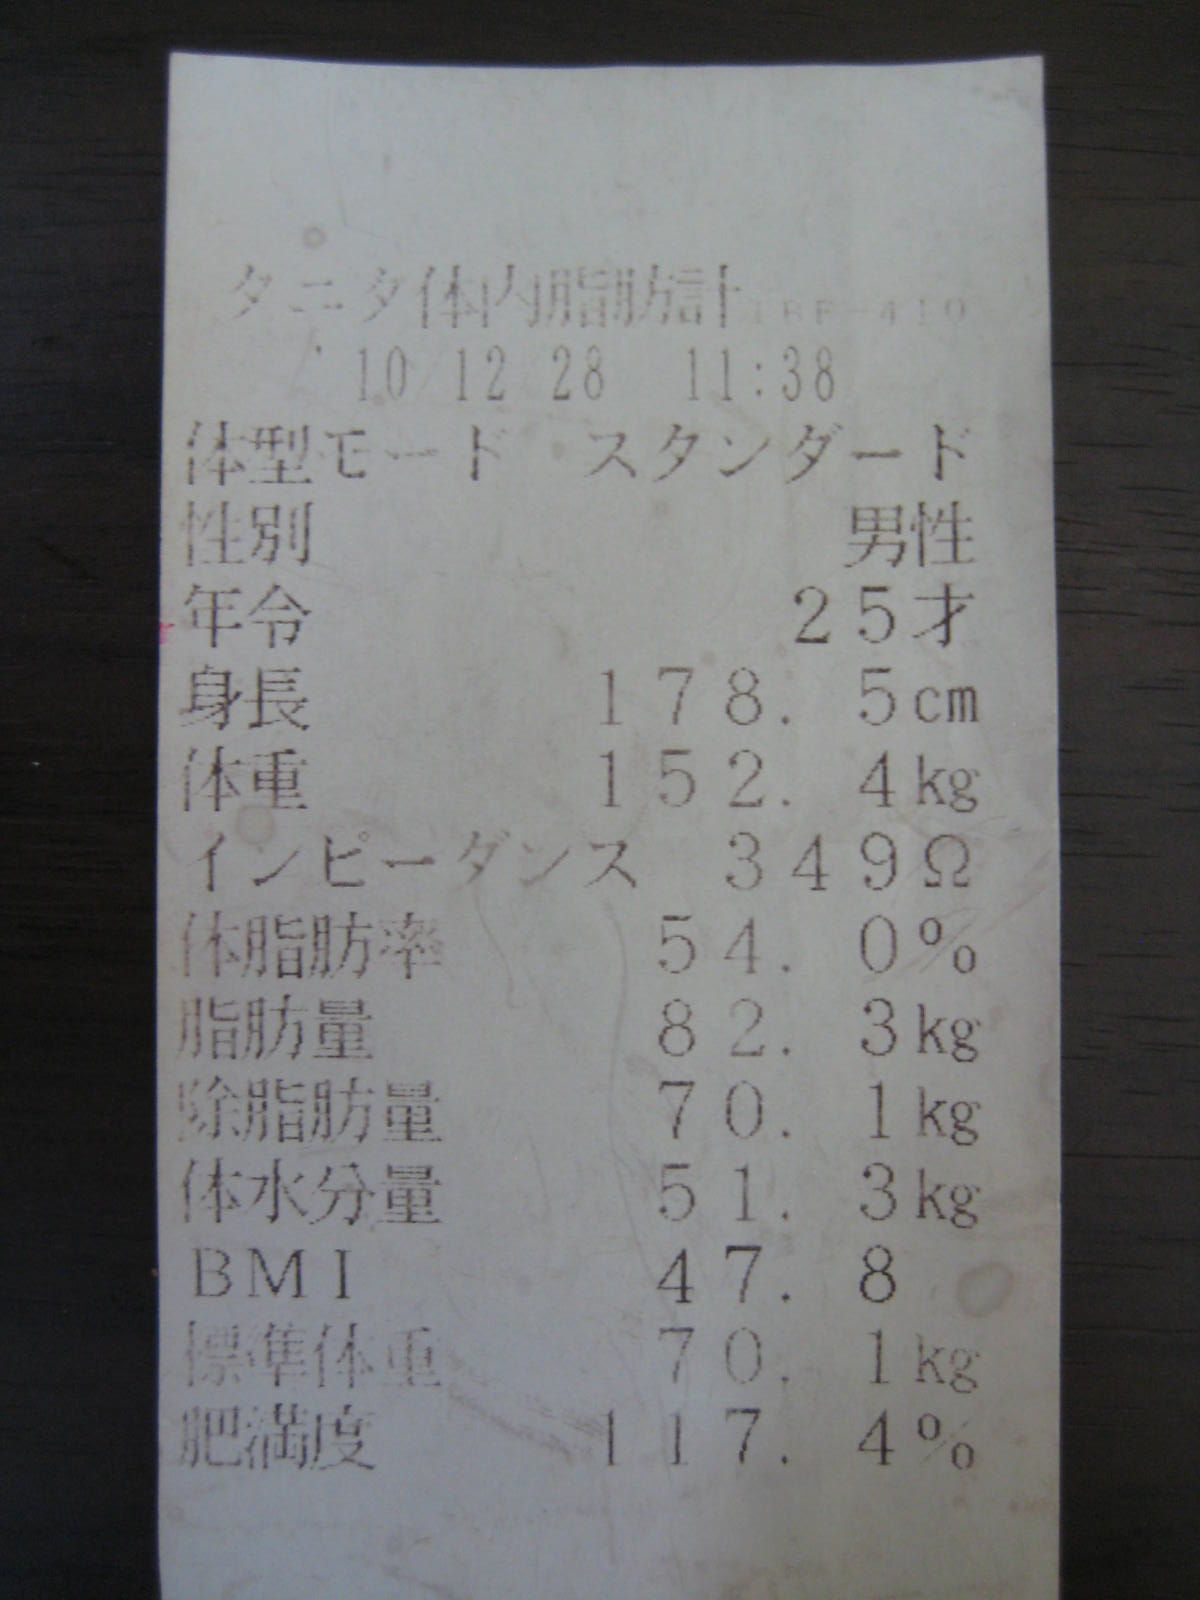 タニタ体内脂肪計 TBF-410
'10/12/28 11:38
体型モード スタンダード
性別 男性
年令 25才
身長 178.5cm
体重 152.4kg
インピーダンス 349Ω
体脂肪率 54.0%
脂肪量 82.3kg
除脂肪量 70.1kg
体水分量 51.3kg
BMI 47.8
標準体重 70.1kg
肥満度 117.4%